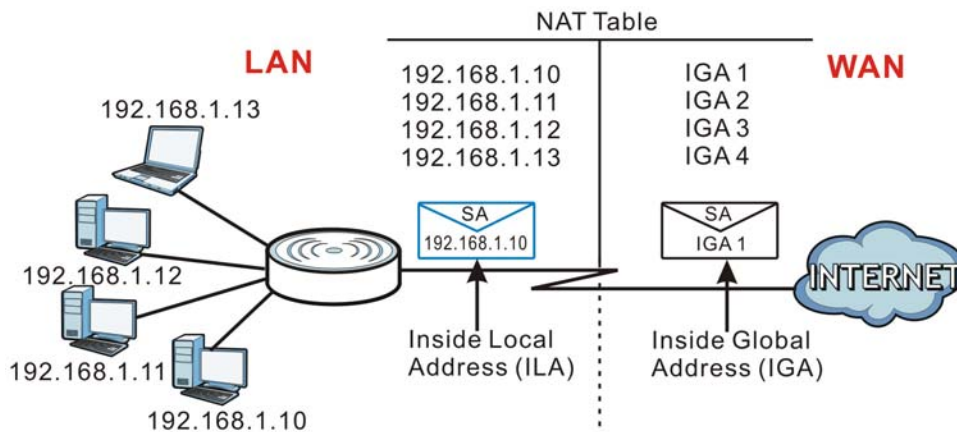 NAT Table
LAN
WAN
192.168.1.10
IGA 1
192.168.1.11
IGA 2
192.168.1.12
IGA 3
192.168.1.13
IGA 4
192.168.1.13
192.168.1.12
192.168.1.11
192.168.1.10
SA
192.168.1.10
SA
IGA 1
INTERNET
Inside Local
Address (ILA)
Inside Global
Address (IGA)